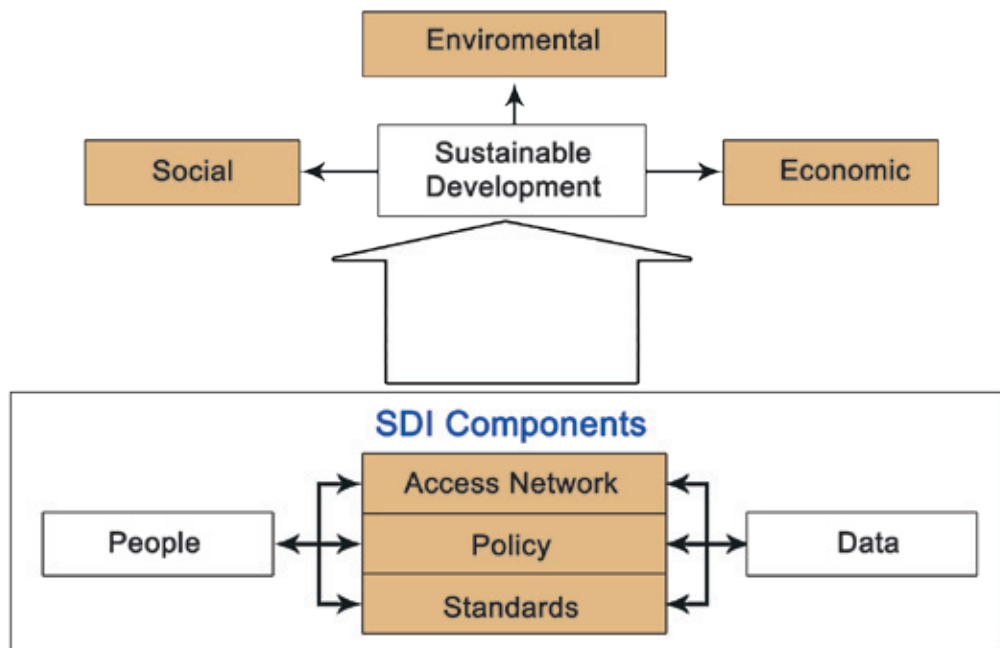 Enviromental
Social
Sustainable
Development
Economic
SDI Components
Access Network
People
Policy
Data
Standards